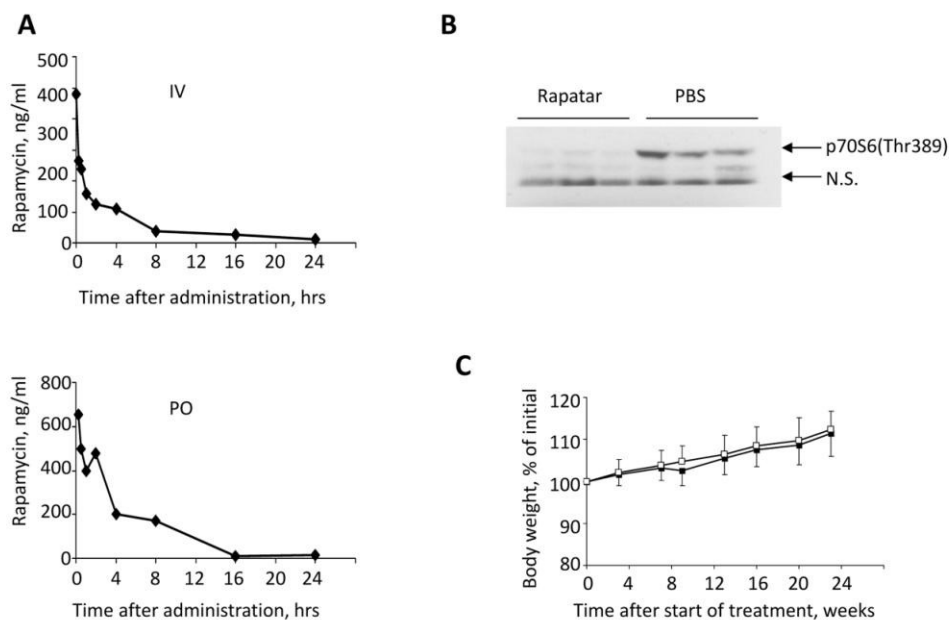 A
500
400
300
200
100
0
Rapamycin, ng/ml
IV
0 4 8 12 16 20 24
Time after administration, hrs
800
600
400
200
0
Rapamycin, ng/ml
PO
0 4 8 12 16 20 24
Time after administration, hrs
B
Rapatar PBS
p70S6(Thr389)
N.S.
C
120
110
100
90
80
Body weight, % of initial
0 4 8 12 16 20 24
Time after start of treatment, weeks